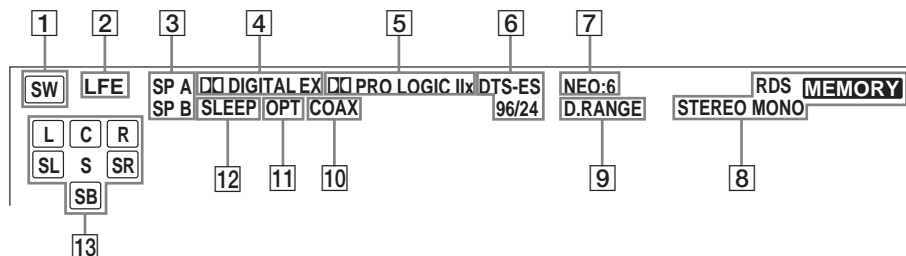 1 2 3 4 5 6 7
SW LFE SP A DIGITAL EX PRO LOGIC IIx DTS-ES NEO:6 RDS MEMORY
SP B SLEEP OPT COAX 96/24 D.RANGE STEREO MONO
L C R
SL S SR
SB
12 11 10 9 8
13